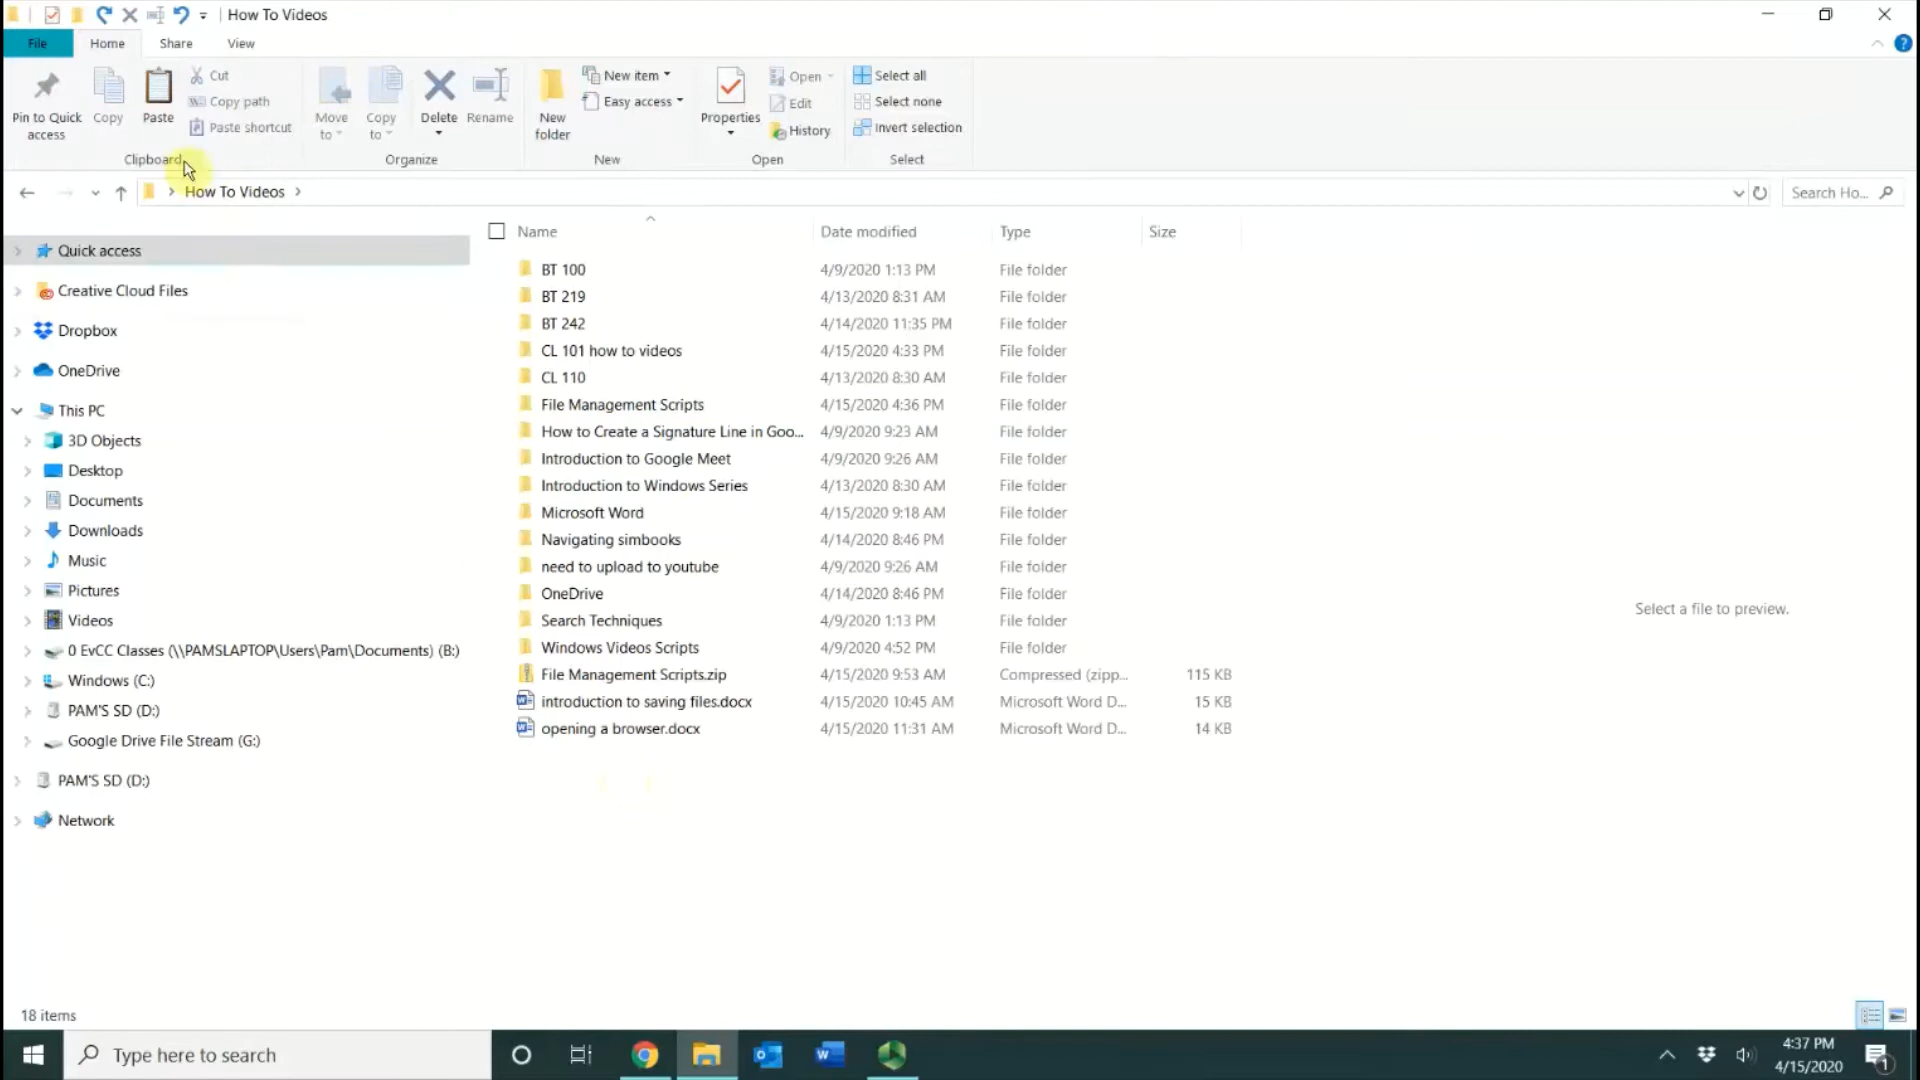 How To Videos
File Home Share View
Pin to Quick access
Copy
Paste
Cut
Copy path
Paste shortcut
Clipboard
Move to
Copy to
Delete
Rename
Organize
New folder
New item
Easy access
New
Properties
Open
Edit
History
Open
Select all
Select none
Invert selection
Select
How To Videos
Search Ho...
Quick access
Creative Cloud Files
Dropbox
OneDrive
This PC
3D Objects
Desktop
Documents
Downloads
Music
Pictures
Videos
0 EvCC Classes (\\PAMSLAPTOP\Users\Pam\Documents) (B:)
Windows (C:)
PAM'S SD (D:)
Google Drive File Stream (G:)
PAM'S SD (D:)
Network
Name Date modified Type Size
BT 100 4/9/2020 1:13 PM File folder
BT 219 4/13/2020 8:31 AM File folder
BT 242 4/14/2020 11:35 PM File folder
CL 101 how to videos 4/15/2020 4:33 PM File folder
CL 110 4/13/2020 8:30 AM File folder
File Management Scripts 4/15/2020 4:36 PM File folder
How to Create a Signature Line in Goo... 4/9/2020 9:23 AM File folder
Introduction to Google Meet 4/9/2020 9:26 AM File folder
Introduction to Windows Series 4/13/2020 8:30 AM File folder
Microsoft Word 4/15/2020 9:18 AM File folder
Navigating simbooks 4/14/2020 8:46 PM File folder
need to upload to youtube 4/9/2020 9:26 AM File folder
OneDrive 4/14/2020 8:46 PM File folder
Search Techniques 4/9/2020 1:13 PM File folder
Windows Videos Scripts 4/9/2020 4:52 PM File folder
File Management Scripts.zip 4/15/2020 9:53 AM Compressed (zipp... 115 KB
introduction to saving files.docx 4/15/2020 10:45 AM Microsoft Word D... 15 KB
opening a browser.docx 4/15/2020 11:31 AM Microsoft Word D... 14 KB
Select a file to preview.
18 items
Type here to search
4:37 PM
4/15/2020
1